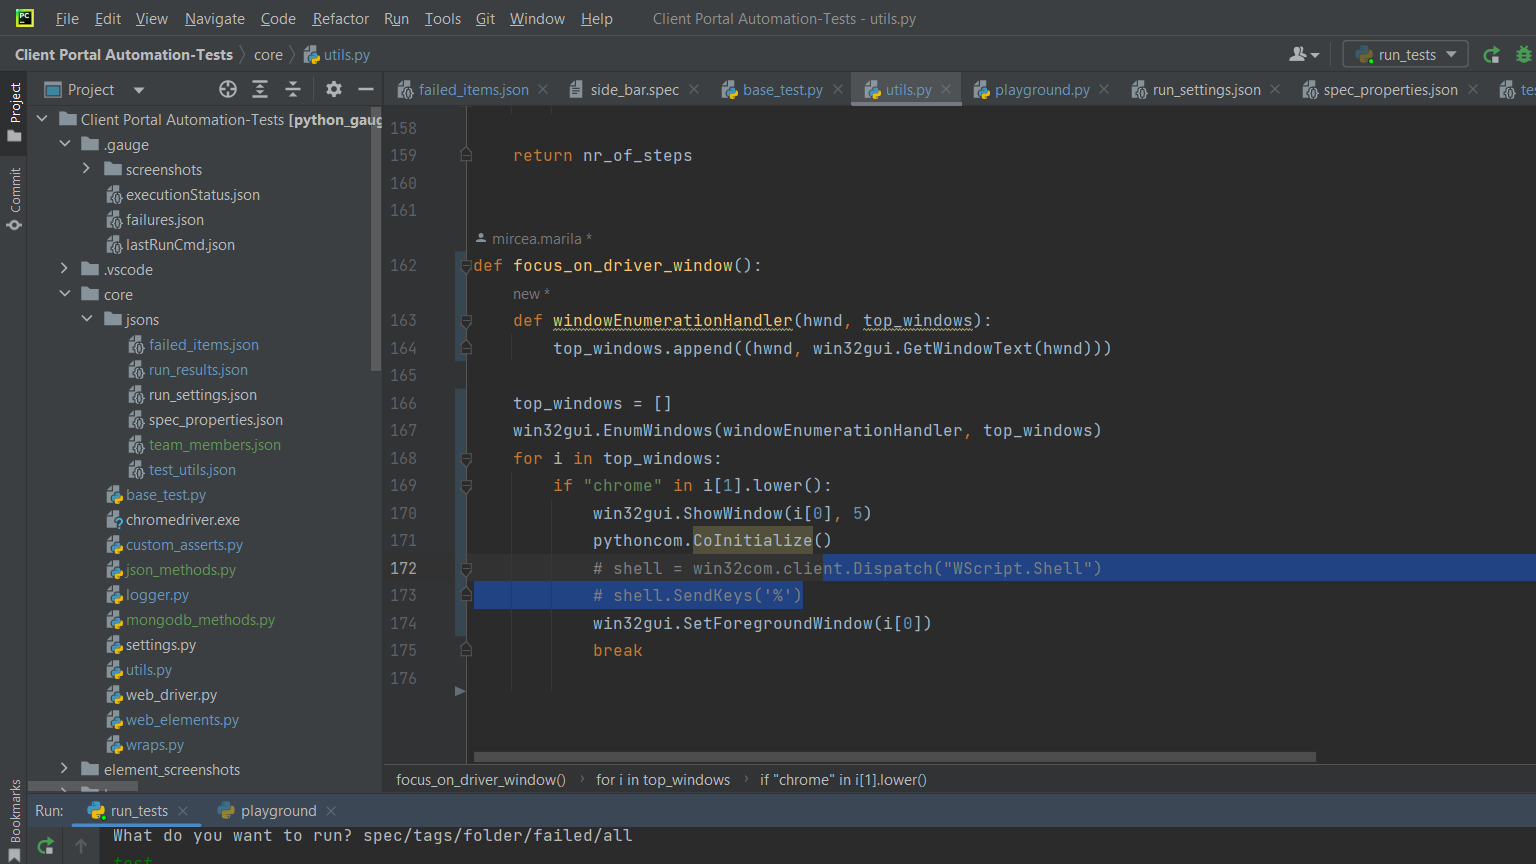 PC
File Edit View Navigate Code Refactor Run Tools Git Window Help Client Portal Automation-Tests - utils.py
Client Portal Automation-Tests core utils.py run_tests
Project
Project
Commit
Bookmarks
Client Portal Automation-Tests [python_gaug
.gauge
screenshots
executionStatus.json
failures.json
lastRunCmd.json
.vscode
core
jsons
failed_items.json
run_results.json
run_settings.json
spec_properties.json
team_members.json
test_utils.json
base_test.py
chromedriver.exe
custom_asserts.py
json_methods.py
logger.py
mongodb_methods.py
settings.py
utils.py
web_driver.py
web_elements.py
wraps.py
element_screenshots
failed_items.json side_bar.spec base_test.py utils.py playground.py run_settings.json spec_properties.json tes
158
159 return nr_of_steps
160
161
mircea.marila *
162 def focus_on_driver_window():
new *
163 def windowEnumerationHandler(hwnd, top_windows):
164 top_windows.append((hwnd, win32gui.GetWindowText(hwnd)))
165
166 top_windows = []
167 win32gui.EnumWindows(windowEnumerationHandler, top_windows)
168 for i in top_windows:
169 if "chrome" in i[1].lower():
170 win32gui.ShowWindow(i[0], 5)
171 pythoncom.CoInitialize()
172 # shell = win32com.client.Dispatch("WScript.Shell")
173 # shell.SendKeys('%')
174 win32gui.SetForegroundWindow(i[0])
175 break
176
focus_on_driver_window() for i in top_windows if "chrome" in i[1].lower()
Run: run_tests playground
What do you want to run? spec/tags/folder/failed/all
test